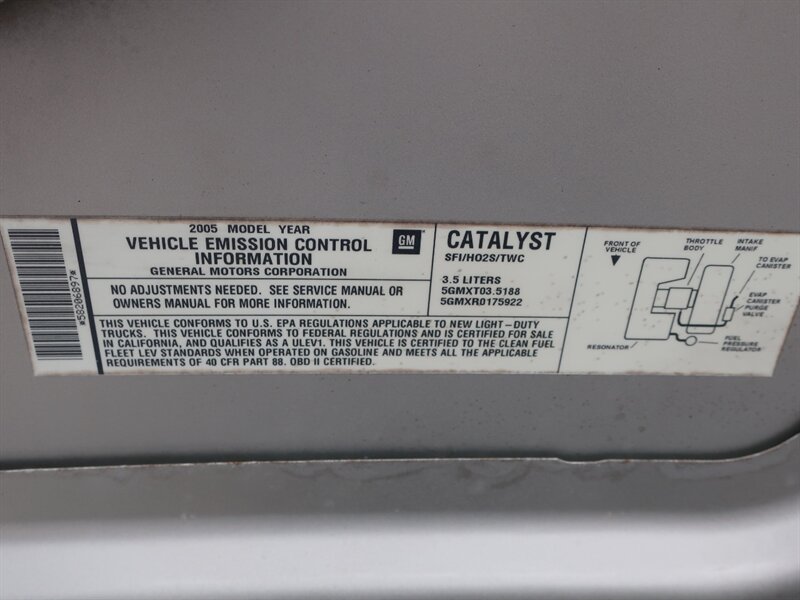 *58206897*
2005 MODEL YEAR
VEHICLE EMISSION CONTROL
INFORMATION
GENERAL MOTORS CORPORATION
GM
NO ADJUSTMENTS NEEDED. SEE SERVICE MANUAL OR
OWNERS MANUAL FOR MORE INFORMATION.
CATALYST
SFI/HO2S/TWC
3.5 LITERS
5GMXT03.5188
5GMXR0175922
THIS VEHICLE CONFORMS TO U.S. EPA REGULATIONS APPLICABLE TO NEW LIGHT-DUTY
TRUCKS. THIS VEHICLE CONFORMS TO FEDERAL REGULATIONS AND IS CERTIFIED FOR SALE
IN CALIFORNIA, AND QUALIFIES AS A ULEV1. THIS VEHICLE IS CERTIFIED TO THE CLEAN FUEL
FLEET LEV STANDARDS WHEN OPERATED ON GASOLINE AND MEETS ALL THE APPLICABLE
REQUIREMENTS OF 40 CFR PART 88. OBD II CERTIFIED.
FRONT OF
VEHICLE
THROTTLE
BODY
INTAKE
MANIF
TO EVAP
CANISTER
EVAP
CANISTER
PURGE
VALVE
RESONATOR
FUEL
PRESSURE
REGULATOR